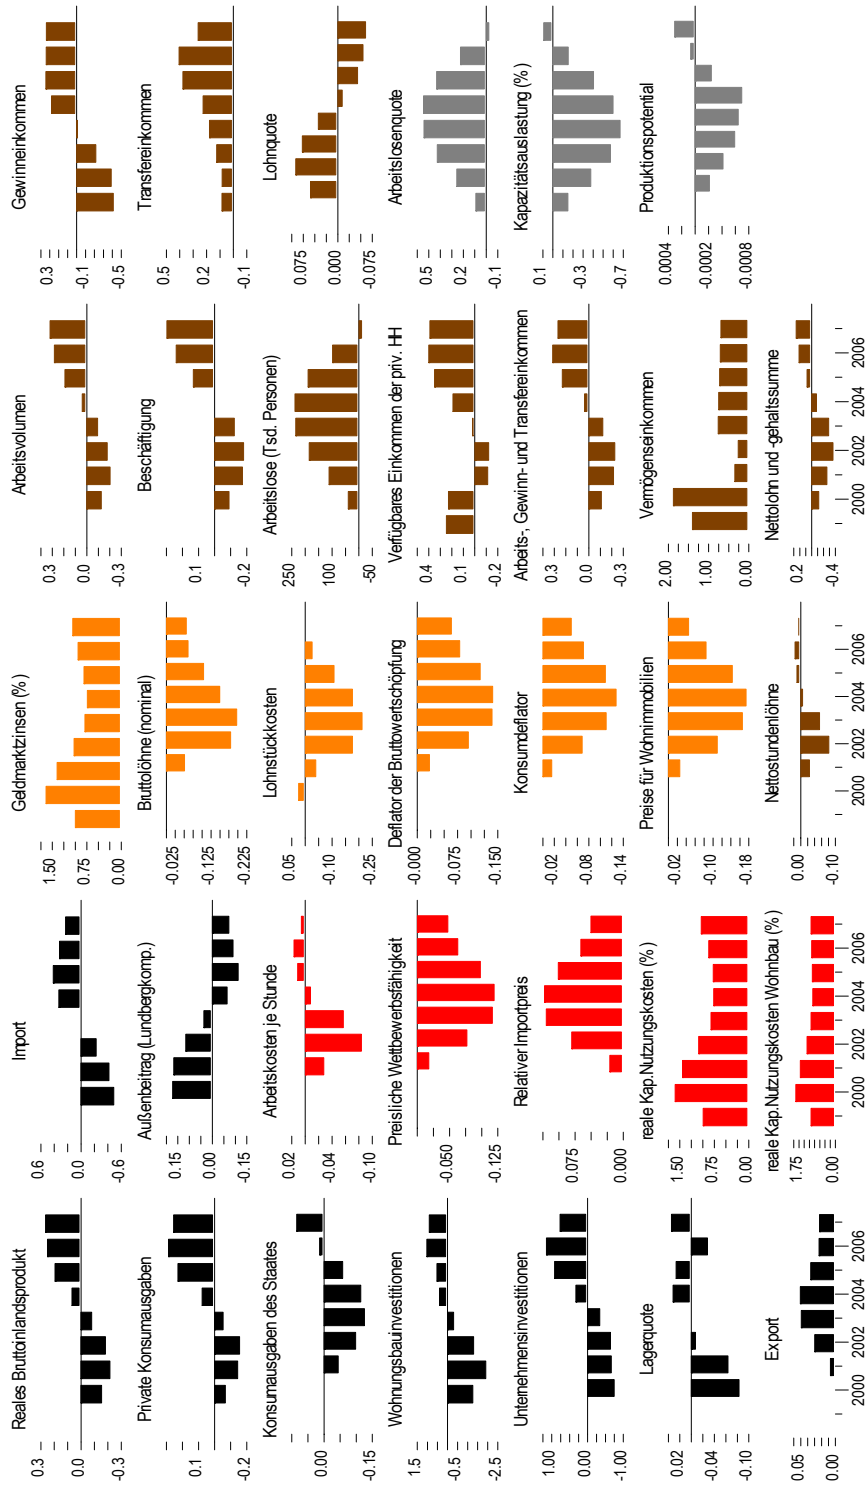 Reales Bruttoinlandsprodukt
0.3
0.0
-0.3
Private Konsumausgaben
0.1
-0.2
Konsumausgaben des Staates
0.00
-0.15
Wohnungsbauinvestitionen
1.5
-0.5
-2.5
Unternehmensinvestitionen
1.00
0.00
-1.00
Lagerquote
0.02
-0.04
-0.10
Export
0.05
0.00
2000 2002 2004 2006
Import
0.6
0.0
-0.6
Außenbeitrag (Lundbergkomp.)
0.15
0.00
-0.15
Arbeitskosten je Stunde
0.02
-0.04
-0.10
Preisliche Wettbewerbsfähigkeit
-0.050
-0.125
Relativer Importpreis
0.075
0.000
reale Kap.Nutzungskosten (%)
1.50
0.75
0.00
reale Kap.Nutzungskosten Wohnbau (%)
1.75
0.00
2000 2002 2004 2006
Geldmarktzinsen (%)
1.50
0.75
0.00
Bruttolöhne (nominal)
-0.025
-0.125
-0.225
Lohnstückkosten
0.05
-0.10
-0.25
Deflator der Bruttowertschöpfung
-0.000
-0.075
-0.150
Konsumdeflator
-0.02
-0.08
-0.14
Preise für Wohnimmobilien
-0.02
-0.10
-0.18
Nettostundenlöhne
0.00
-0.10
2000 2002 2004 2006
Arbeitsvolumen
0.3
0.0
-0.3
Beschäftigung
0.1
-0.2
Arbeitslose (Tsd. Personen)
250
100
-50
Verfügbares Einkommen der priv. HH
0.4
0.1
-0.2
Arbeits-, Gewinn- und Transfereinkommen
0.3
0.0
-0.3
Vermögenseinkommen
2.00
1.00
0.00
Nettolohn und -gehaltssumme
0.2
-0.4
2000 2002 2004 2006
Gewinneinkommen
0.3
-0.1
-0.5
Transfereinkommen
0.5
0.2
-0.1
Lohnquote
0.075
0.000
-0.075
Arbeitslosenquote
0.5
0.2
-0.1
Kapazitätsauslastung (%)
0.1
-0.3
-0.7
Produktionspotential
0.0004
-0.0002
-0.0008